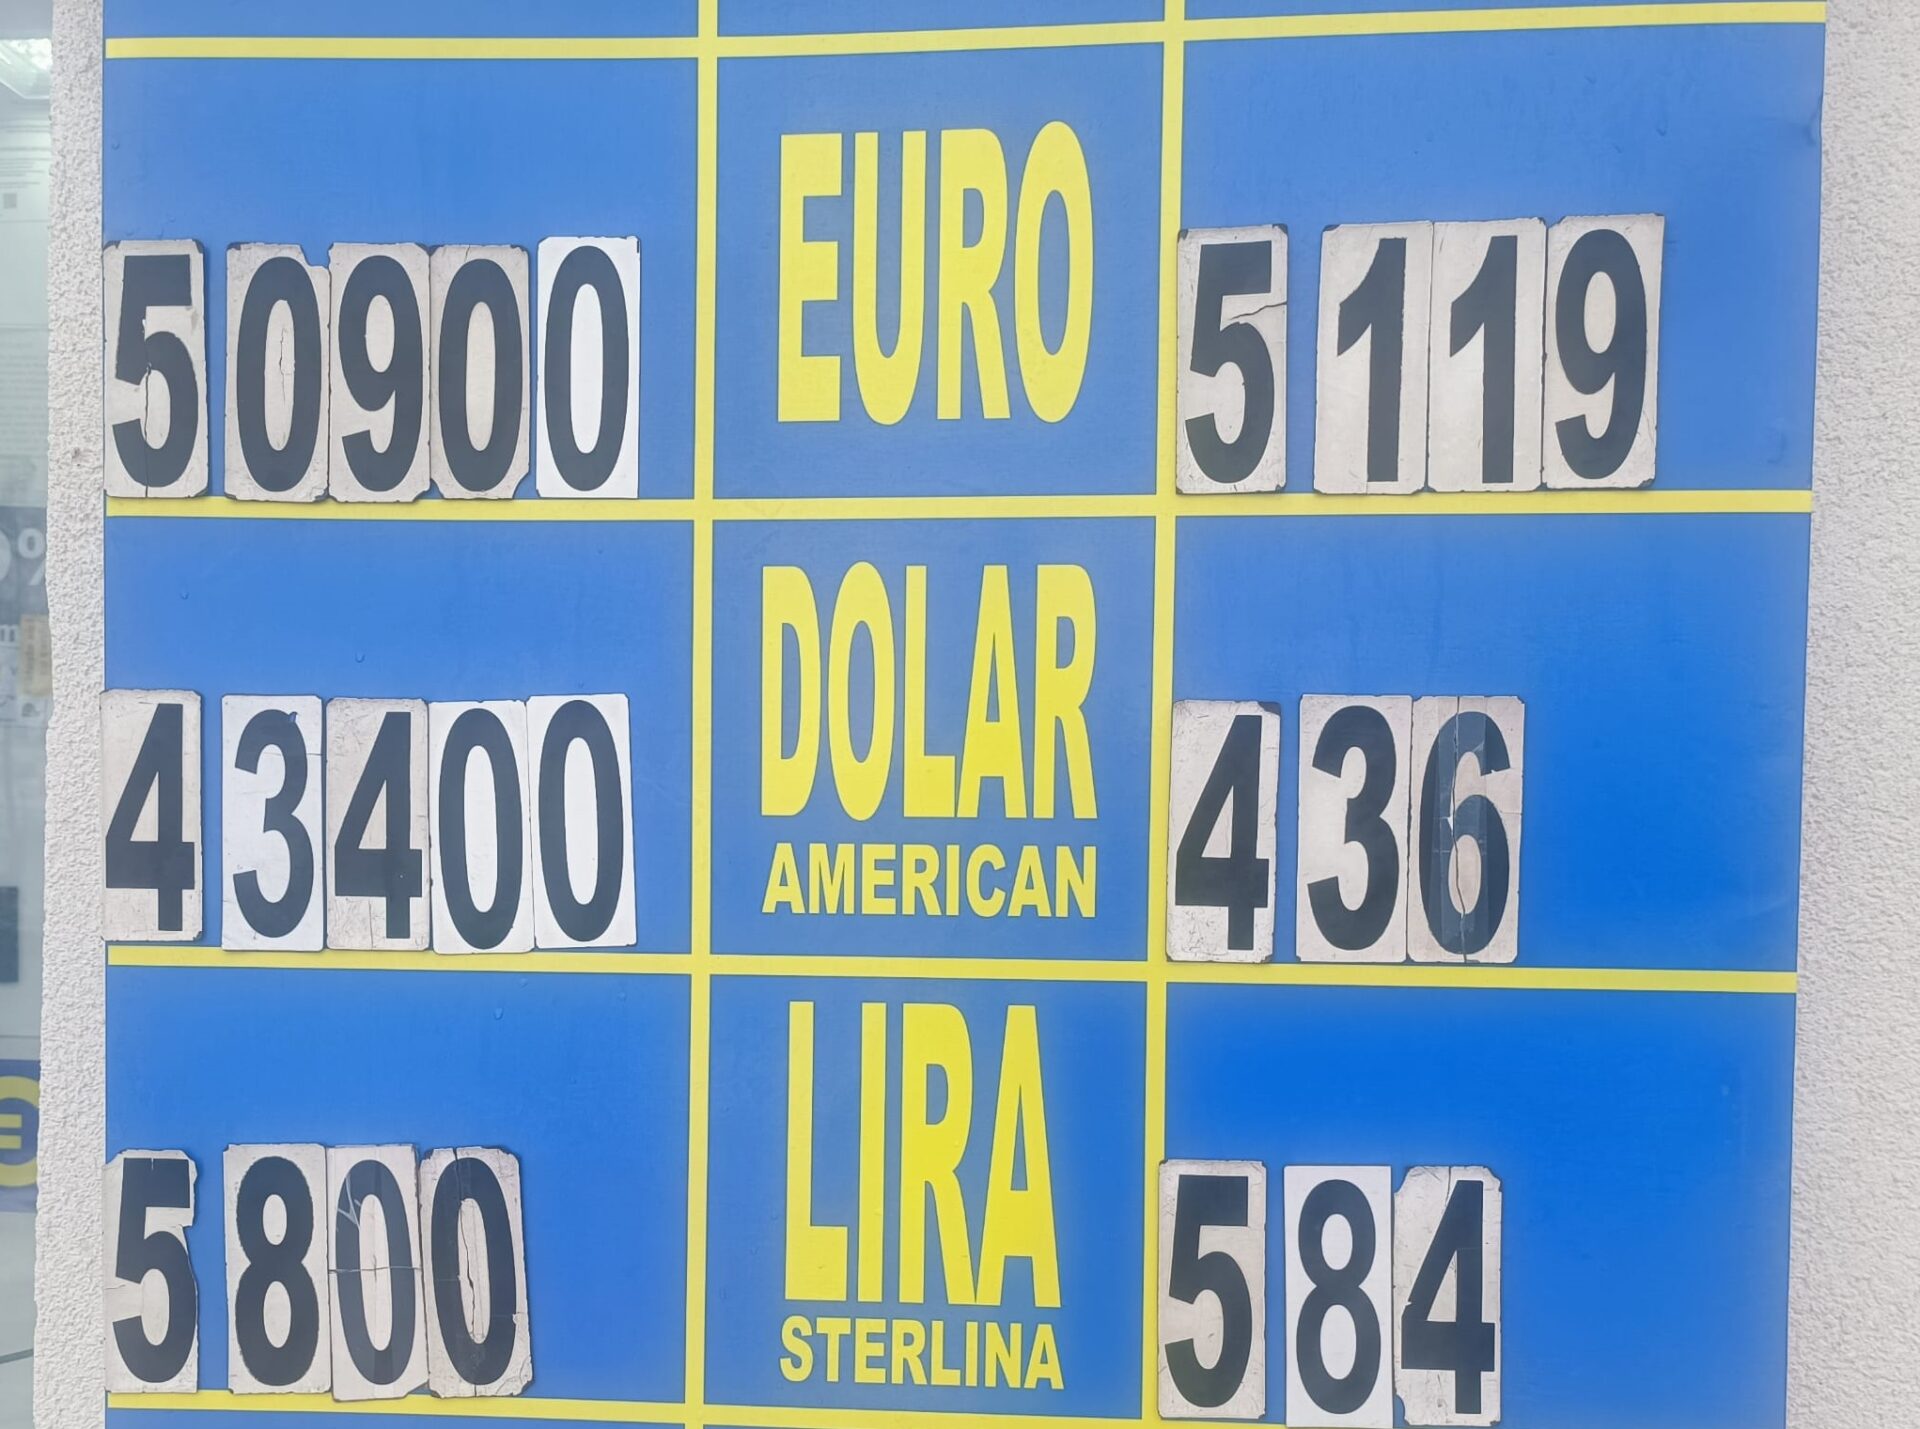 50900 EURO 5119
43400 DOLAR 436
AMERICAN
5800 LIRA 584
STERLINA